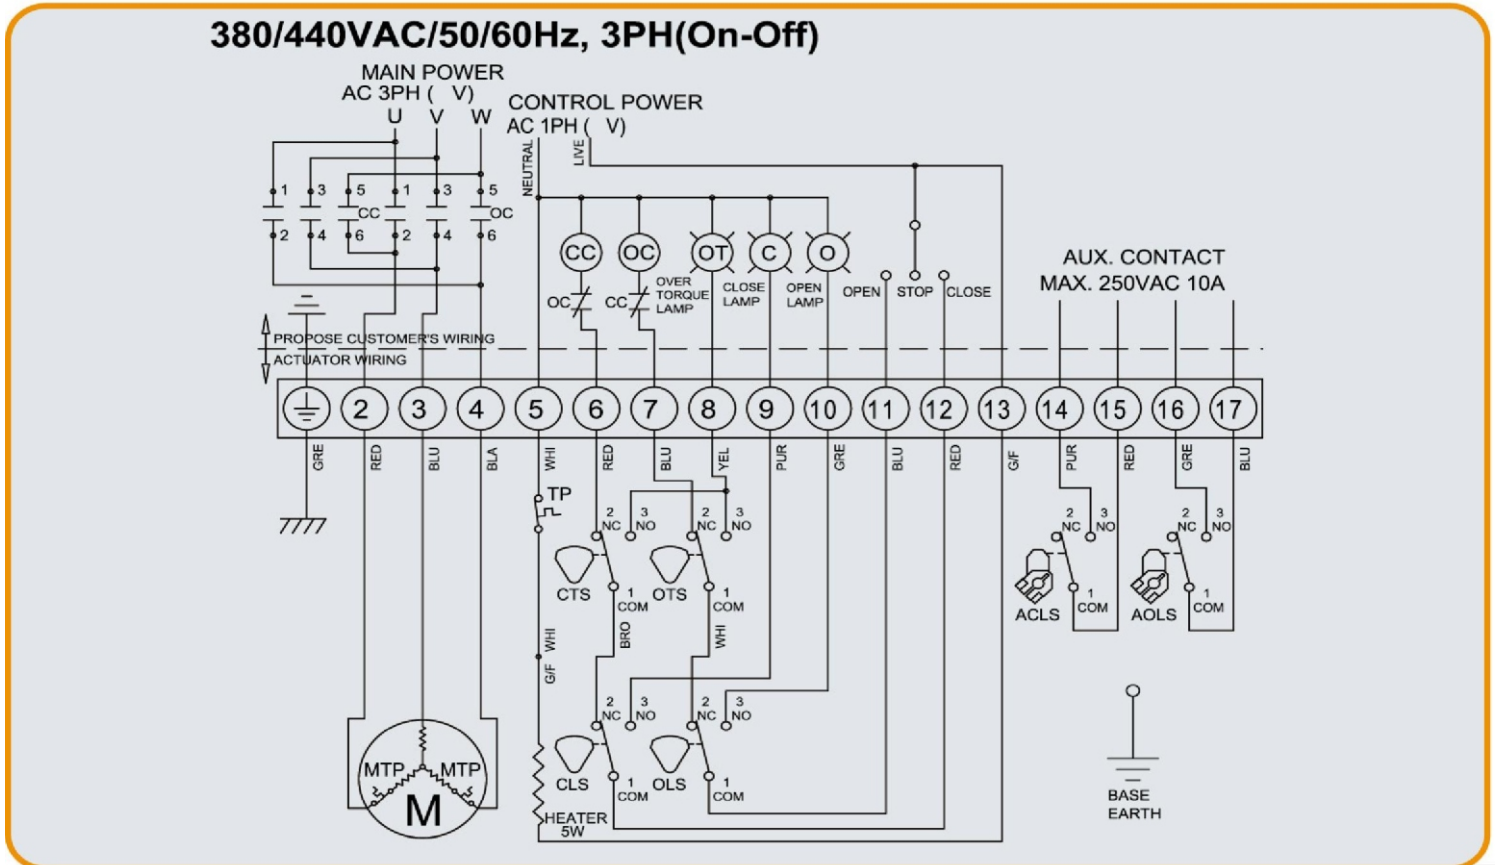 380/440VAC/50/60Hz, 3PH(On-Off)
MAIN POWER
AC 3PH ( V)
U V W
CONTROL POWER
AC 1PH ( V)
NEUTRAL
LIVE
1 3 5 1 3 5
CC OC
2 4 6 2 4 6
CC OC OT C O
OC CC
OVER
TORQUE
LAMP
CLOSE
LAMP
OPEN
LAMP
OPEN STOP CLOSE
AUX. CONTACT
MAX. 250VAC 10A
PROPOSE CUSTOMER'S WIRING
ACTUATOR WIRING
2 3 4 5 6 7 8 9 10 11 12 13 14 15 16 17
GRE RED BLU BLA WHI RED BLU YEL PUR GRE BLU RED G/F PUR RED GRE BLU
TP
2 3 2 3 2 3 2 3
NC NO NC NO NC NO NC NO
CTS OTS
1 1
COM COM
ACLS AOLS
1 1
COM COM
BRO WHI
WHI
G/F
2 3 2 3
NC NO NC NO
MTP MTP
M
CLS OLS
1 1
COM COM
HEATER
5W
BASE
EARTH